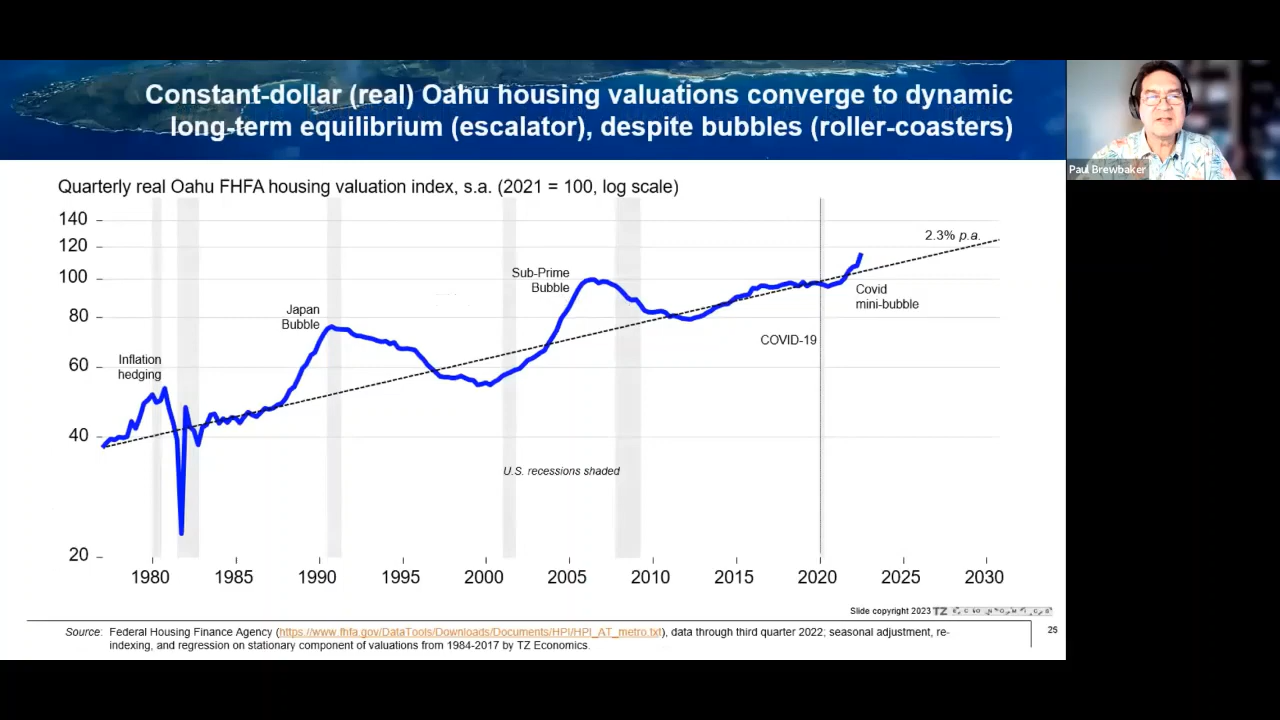 Constant-dollar (real) Oahu housing valuations converge to dynamic
long-term equilibrium (escalator), despite bubbles (roller-coasters)
Paul Brewbaker
Quarterly real Oahu FHFA housing valuation index, s.a. (2021 = 100, log scale)
140
120
100
80
60
40
20
Inflation
hedging
Japan
Bubble
Sub-Prime
Bubble
2.3% p.a.
Covid
mini-bubble
COVID-19
U.S. recessions shaded
1980 1985 1990 1995 2000 2005 2010 2015 2020 2025 2030
Slide copyright 2023 TZ ECONOMICS
Source: Federal Housing Finance Agency (https://www.fhfa.gov/DataTools/Downloads/Documents/HPI/HPI_AT_metro.txt), data through third quarter 2022; seasonal adjustment, re-
indexing, and regression on stationary component of valuations from 1984-2017 by TZ Economics.
25